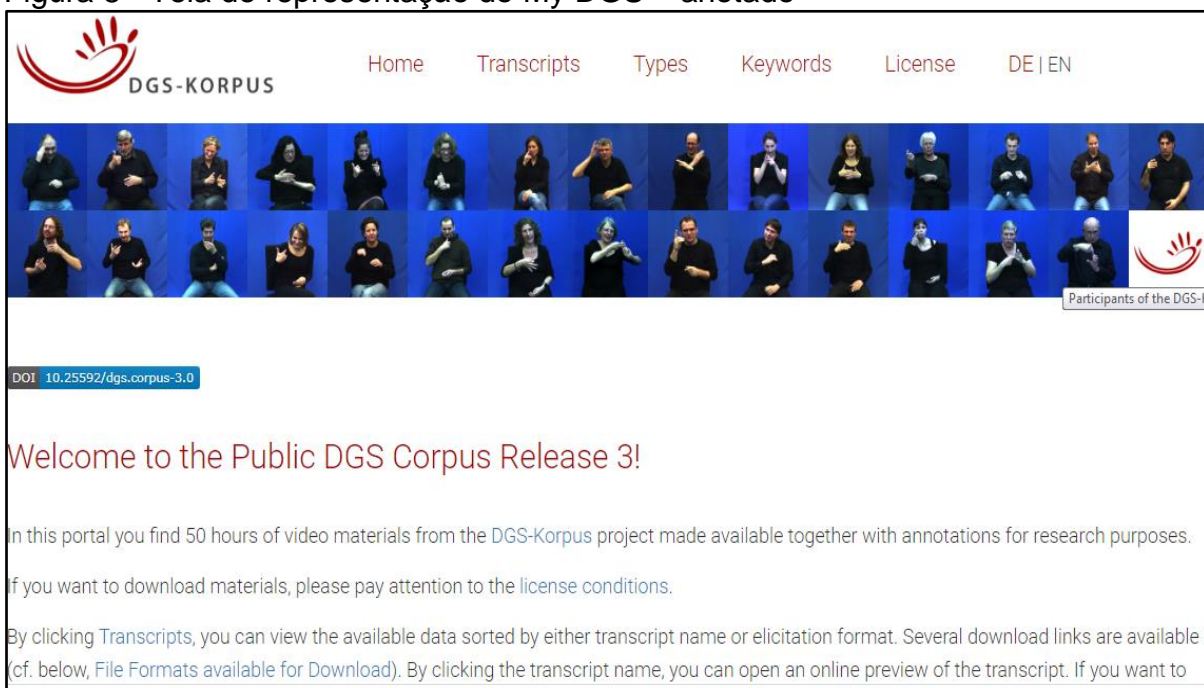 Figura 8 - Tela de representação do My DGS – anotado
DGS-KORPUS
Home Transcripts Types Keywords License DE | EN
Participants of the DGS-
DOI 10.25592/dgs.corpus-3.0
Welcome to the Public DGS Corpus Release 3!
In this portal you find 50 hours of video materials from the DGS-Korpus project made available together with annotations for research purposes.
If you want to download materials, please pay attention to the license conditions.
By clicking Transcripts, you can view the available data sorted by either transcript name or elicitation format. Several download links are available
(cf. below, File Formats available for Download). By clicking the transcript name, you can open an online preview of the transcript. If you want to